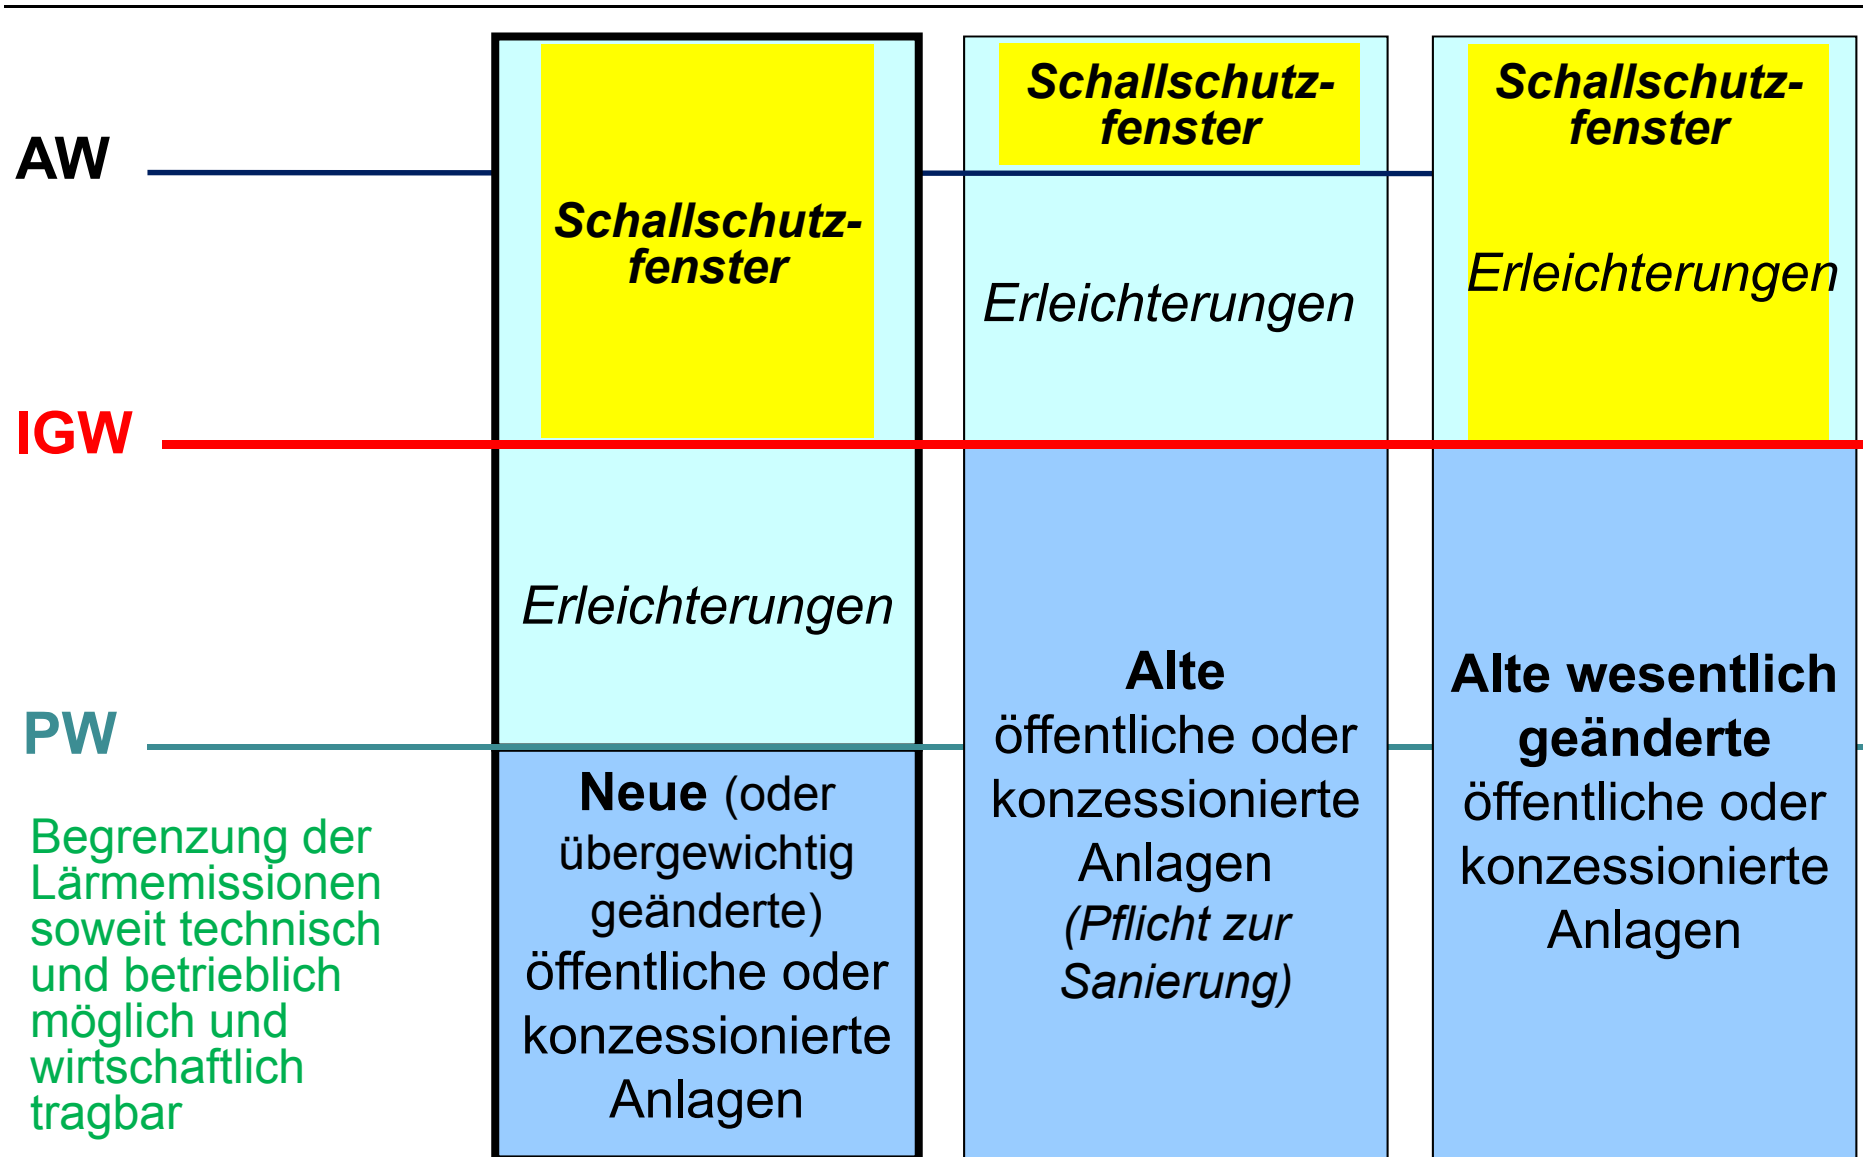 AW
IGW
PW
Begrenzung der
Lärmemissionen
soweit technisch
und betrieblich
möglich und
wirtschaftlich
tragbar
Schallschutz-
fenster
Erleichterungen
Neue (oder
übergewichtig
geänderte)
öffentliche oder
konzessionierte
Anlagen
Schallschutz-
fenster
Erleichterungen
Alte
öffentliche oder
konzessionierte
Anlagen
(Pflicht zur
Sanierung)
Schallschutz-
fenster
Erleichterungen
Alte wesentlich
geänderte
öffentliche oder
konzessionierte
Anlagen